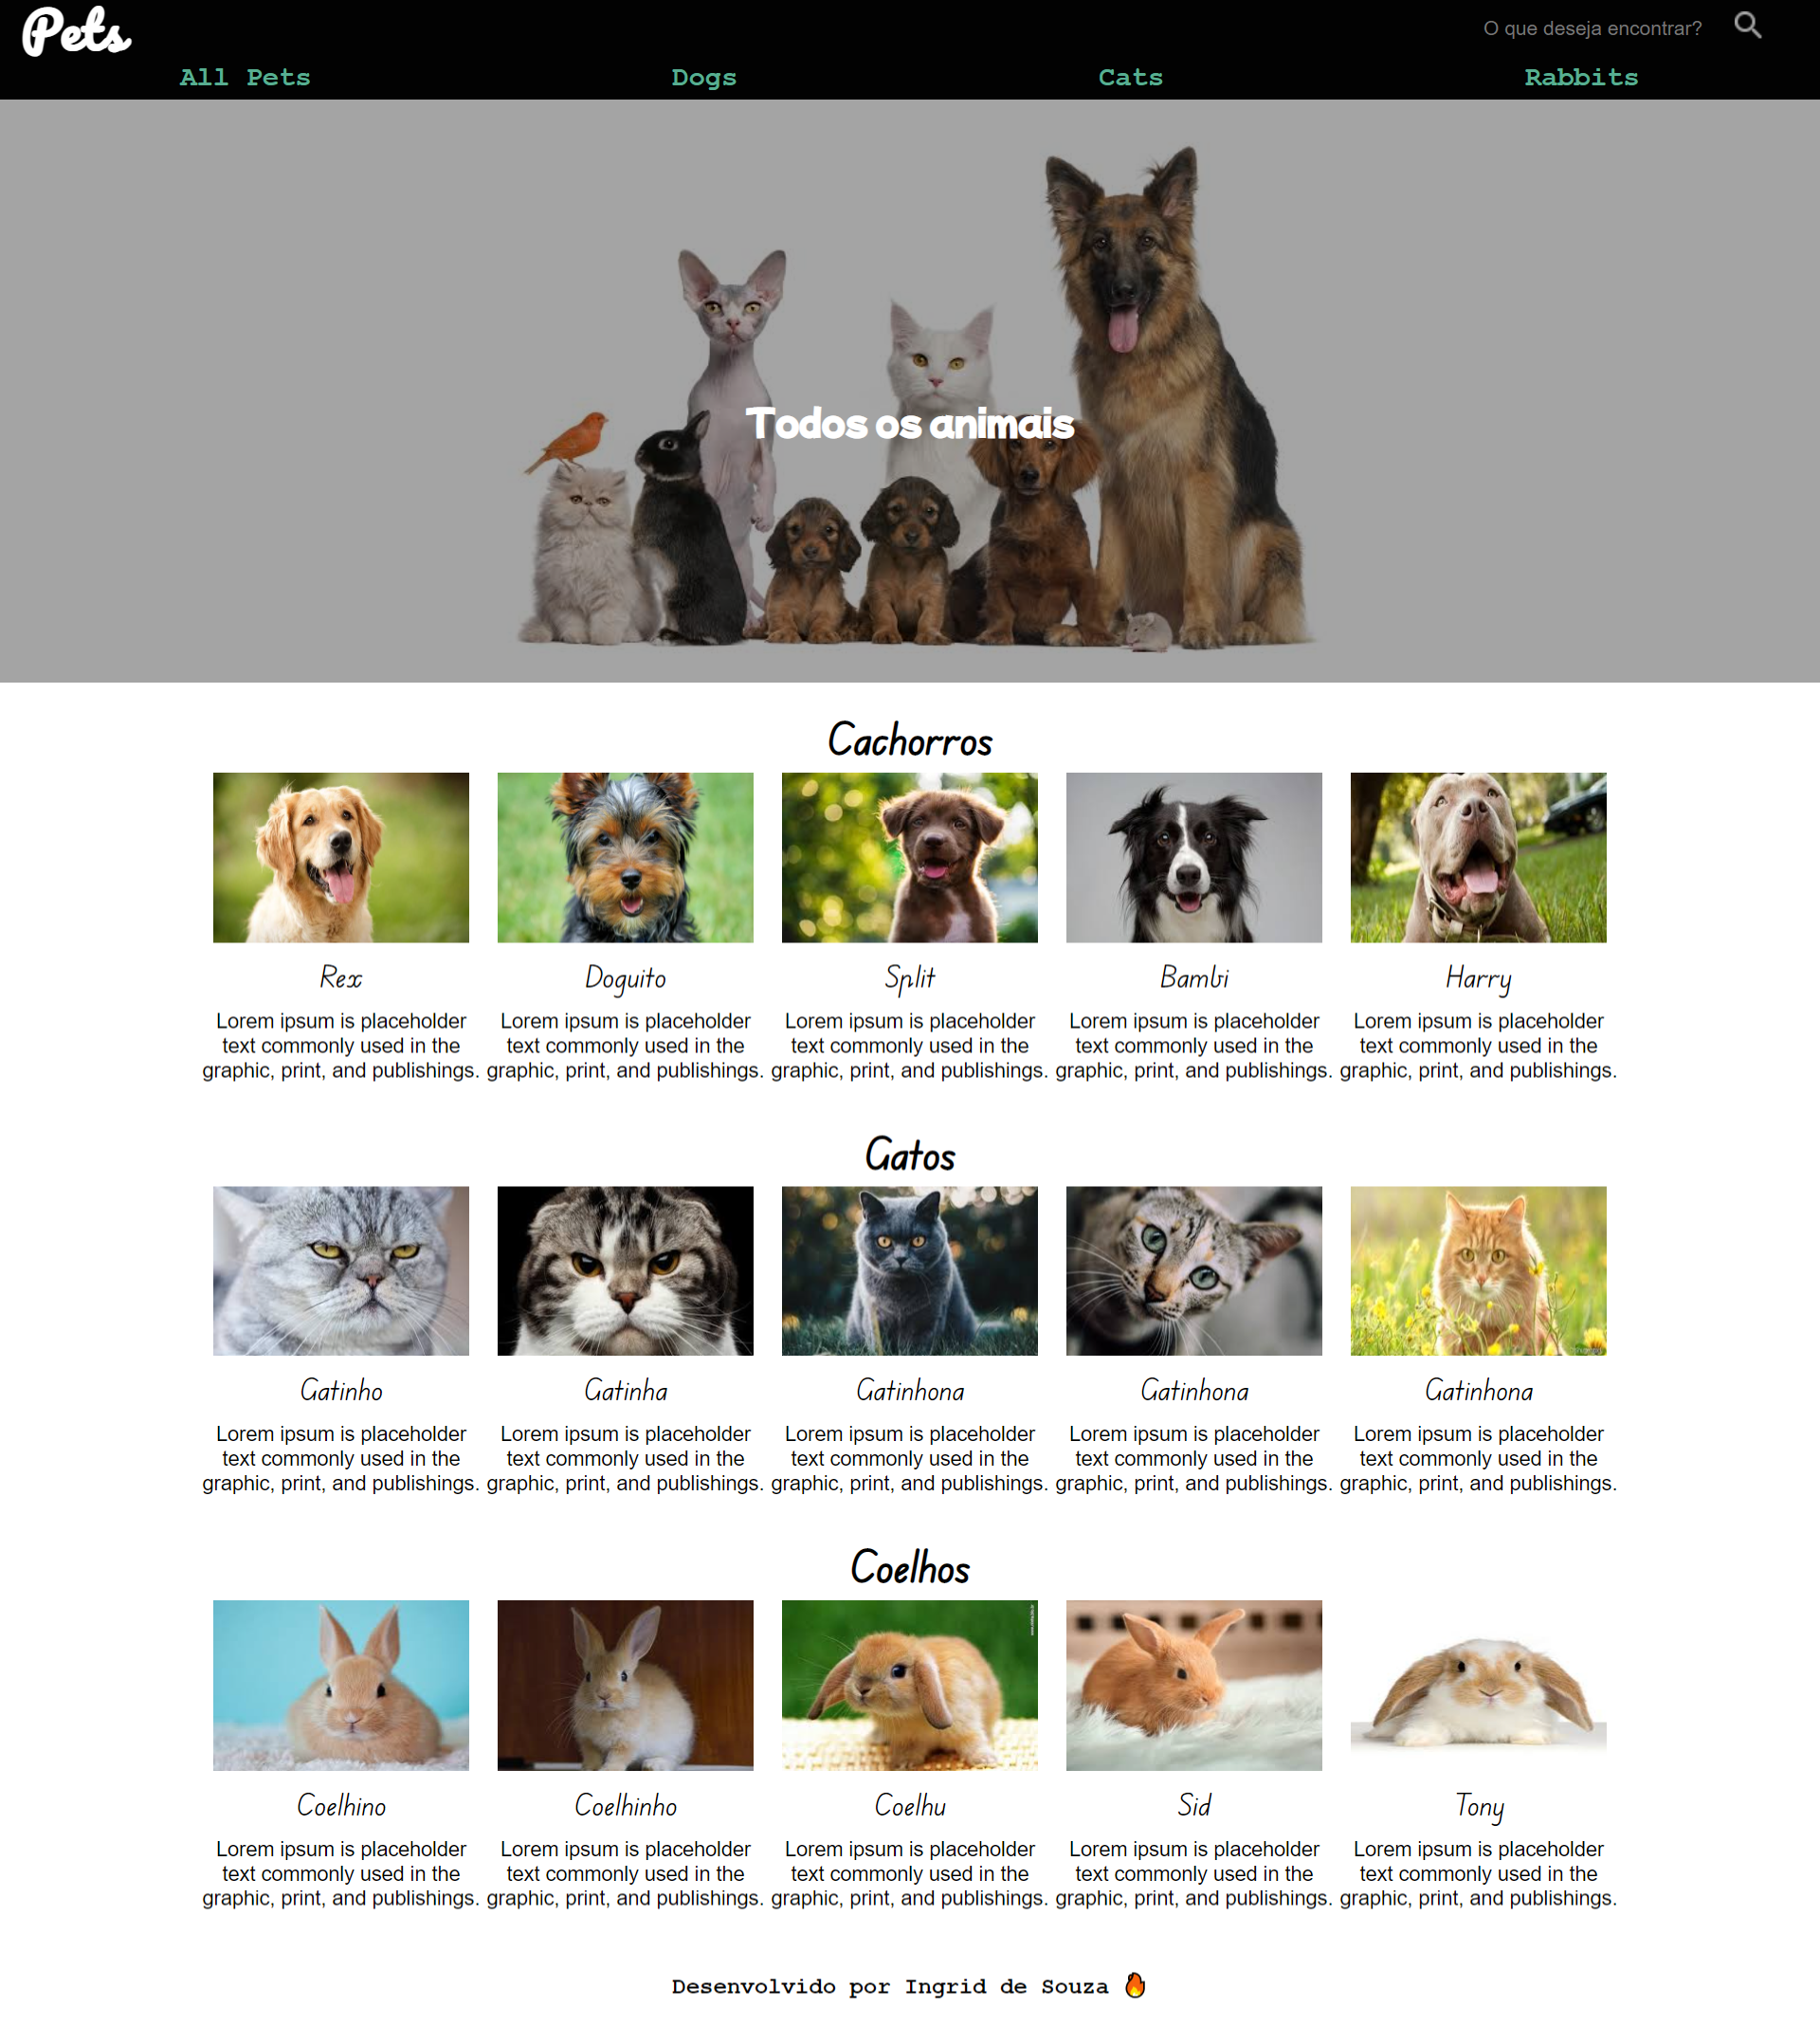 Pets
O que deseja encontrar?
All Pets Dogs Cats Rabbits
Todos os animais
Cachorros
Rex Doguito Split Bambi Harry
Lorem ipsum is placeholder Lorem ipsum is placeholder Lorem ipsum is placeholder Lorem ipsum is placeholder Lorem ipsum is placeholder
text commonly used in the text commonly used in the text commonly used in the text commonly used in the text commonly used in the
graphic, print, and publishings. graphic, print, and publishings. graphic, print, and publishings. graphic, print, and publishings. graphic, print, and publishings.
Gatos
Gatinho Gatinha Gatinhona Gatinhona Gatinhona
Lorem ipsum is placeholder Lorem ipsum is placeholder Lorem ipsum is placeholder Lorem ipsum is placeholder Lorem ipsum is placeholder
text commonly used in the text commonly used in the text commonly used in the text commonly used in the text commonly used in the
graphic, print, and publishings. graphic, print, and publishings. graphic, print, and publishings. graphic, print, and publishings. graphic, print, and publishings.
Coelhos
Coelhino Coelhinho Coelhu Sid Tony
Lorem ipsum is placeholder Lorem ipsum is placeholder Lorem ipsum is placeholder Lorem ipsum is placeholder Lorem ipsum is placeholder
text commonly used in the text commonly used in the text commonly used in the text commonly used in the text commonly used in the
graphic, print, and publishings. graphic, print, and publishings. graphic, print, and publishings. graphic, print, and publishings. graphic, print, and publishings.
Desenvolvido por Ingrid de Souza 🔥